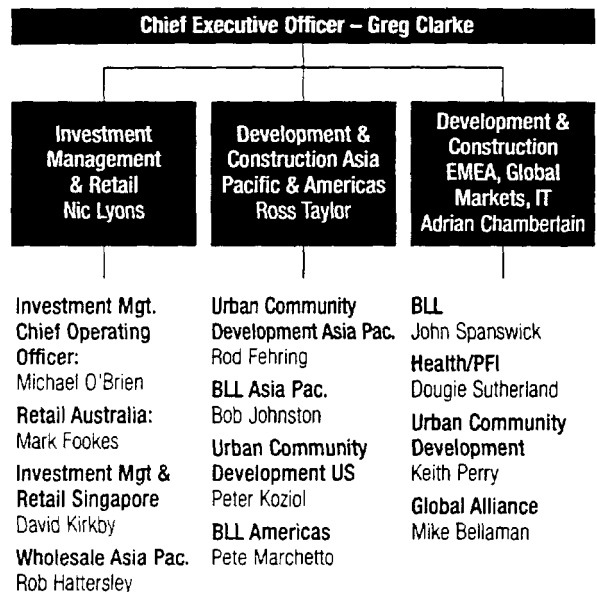 Chief Executive Officer – Greg Clarke
Investment
Management
& Retail
Nic Lyons
Development &
Construction Asia
Pacific & Americas
Ross Taylor
Development &
Construction
EMEA, Global
Markets, IT
Adrian Chamberlain
Investment Mgt.
Chief Operating
Officer:
Michael O'Brien
Retail Australia:
Mark Fookes
Investment Mgt &
Retail Singapore
David Kirkby
Wholesale Asia Pac.
Rob Hattersley
Urban Community
Development Asia Pac.
Rod Fehring
BLL Asia Pac.
Bob Johnston
Urban Community
Development US
Peter Koziol
BLL Americas
Pete Marchetto
BLL
John Spanswick
Health/PFI
Dougie Sutherland
Urban Community
Development
Keith Perry
Global Alliance
Mike Bellaman